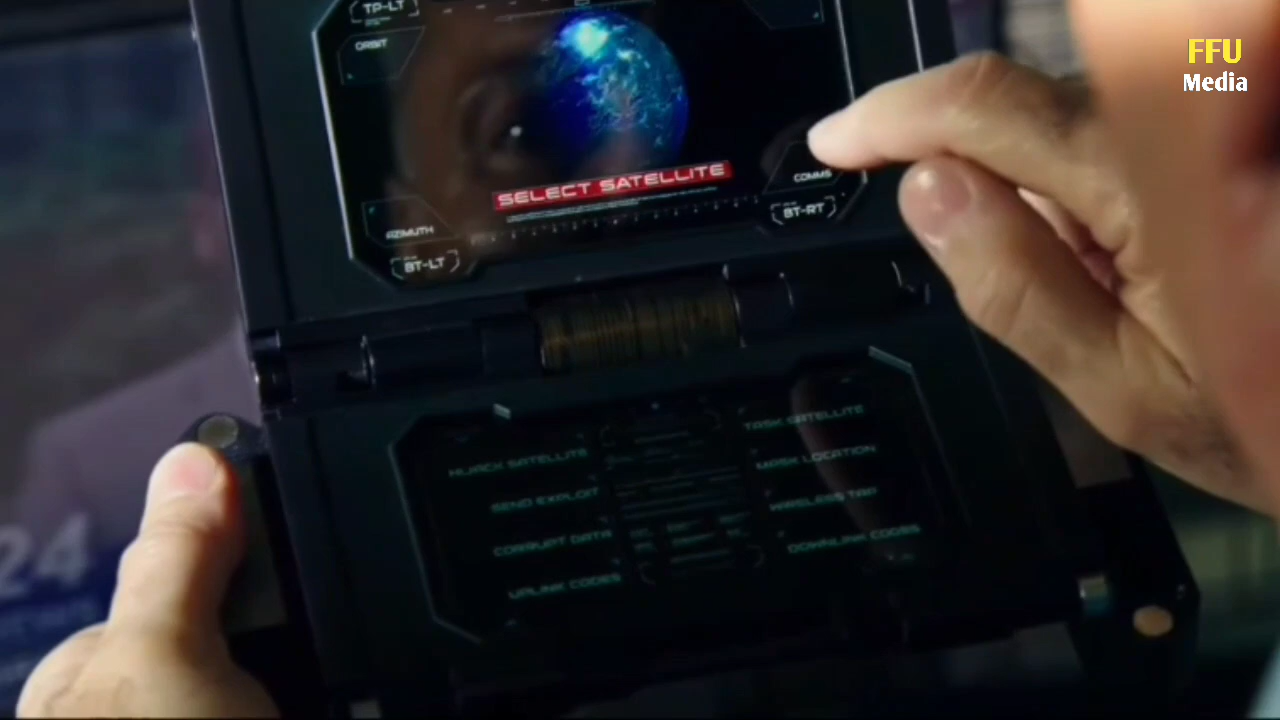 TP-LT
FFU
Media
ORBIT
SELECT SATELLITE
COMMS
BT-RT
AZIMUTH
BT-LT
TASK SATELLITE
HIJACK SATELLITE
MASK LOCATION
SEND EXPLOIT
WIRELESS TAP
CORRUPT DATA
DOWNLINK CODES
UPLINK CODES
24